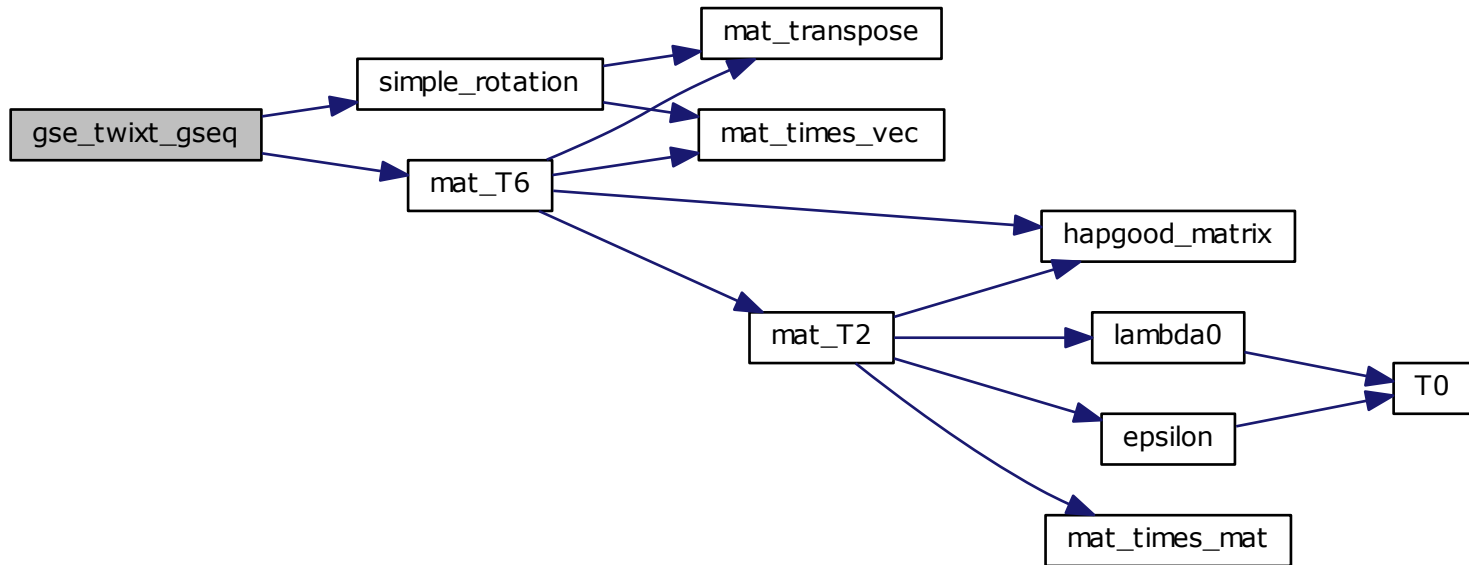 mat_transpose
simple_rotation
gse_twixt_gseq
mat_times_vec
mat_T6
hapgood_matrix
mat_T2
lambda0
T0
epsilon
mat_times_mat